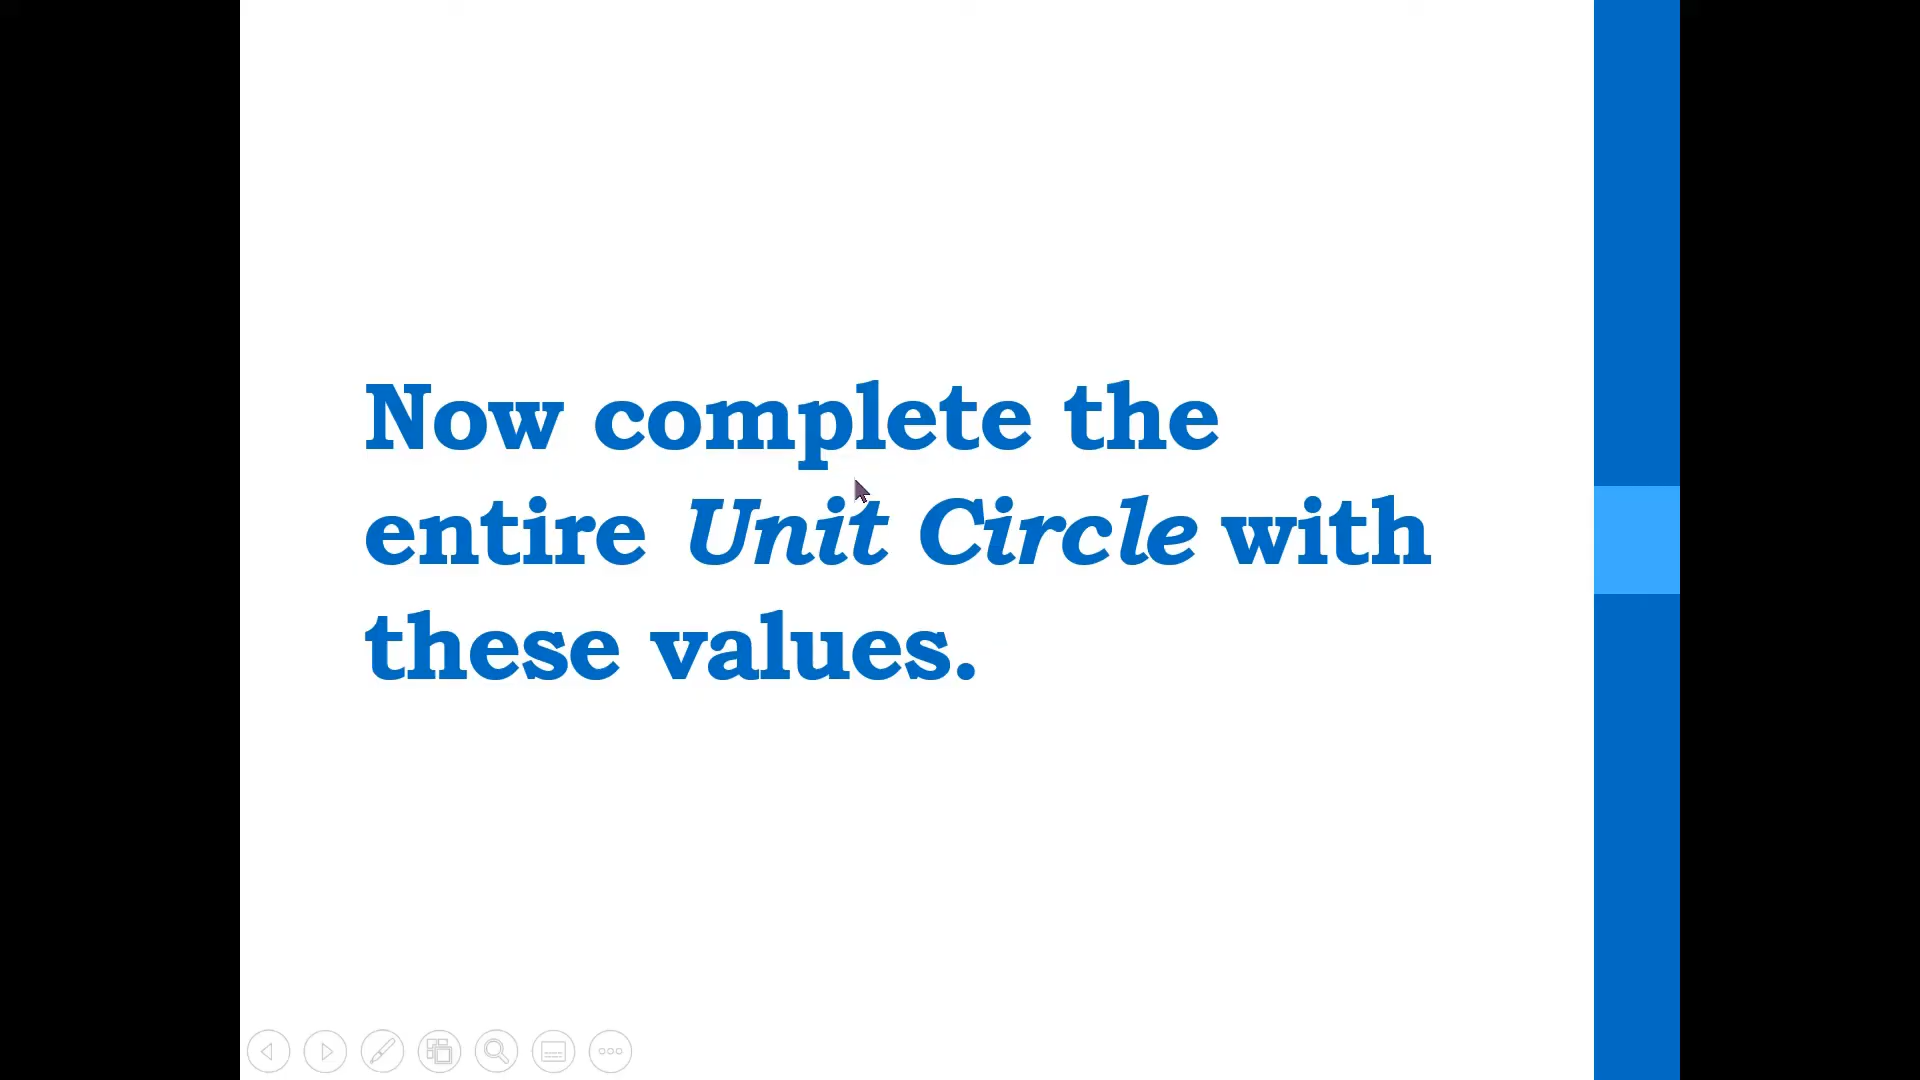 Now complete the
entire Unit Circle with
these values.